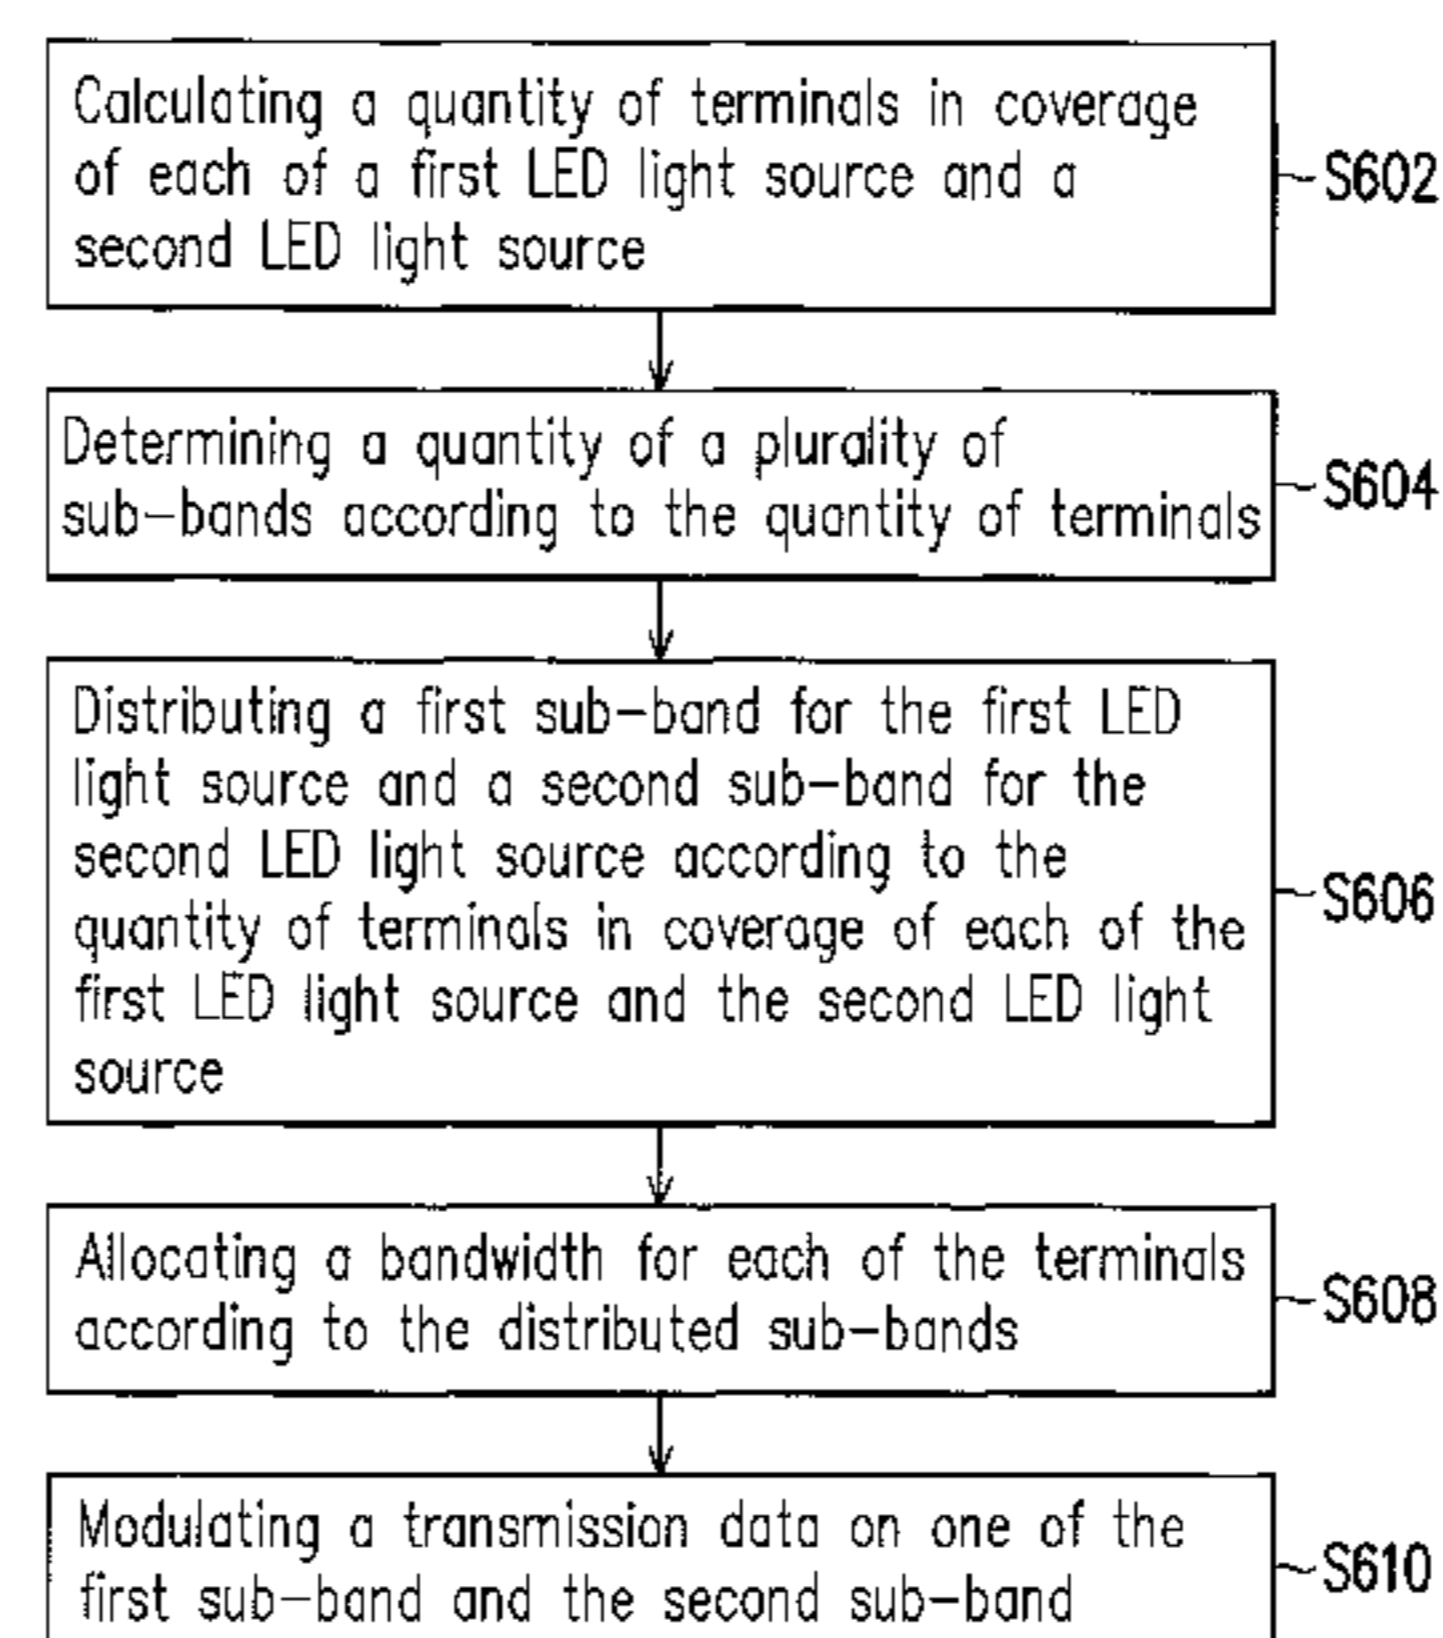 Calculating a quantity of terminals in coverage
of each of a first LED light source and a
second LED light source
S602
Determining a quantity of a plurality of
sub-bands according to the quantity of terminals
S604
Distributing a first sub-band for the first LED
light source and a second sub-band for the
second LED light source according to the
quantity of terminals in coverage of each of the
first LED light source and the second LED light
source
S606
Allocating a bandwidth for each of the terminals
according to the distributed sub-bands
S608
Modulating a transmission data on one of the
first sub-band and the second sub-band
S610